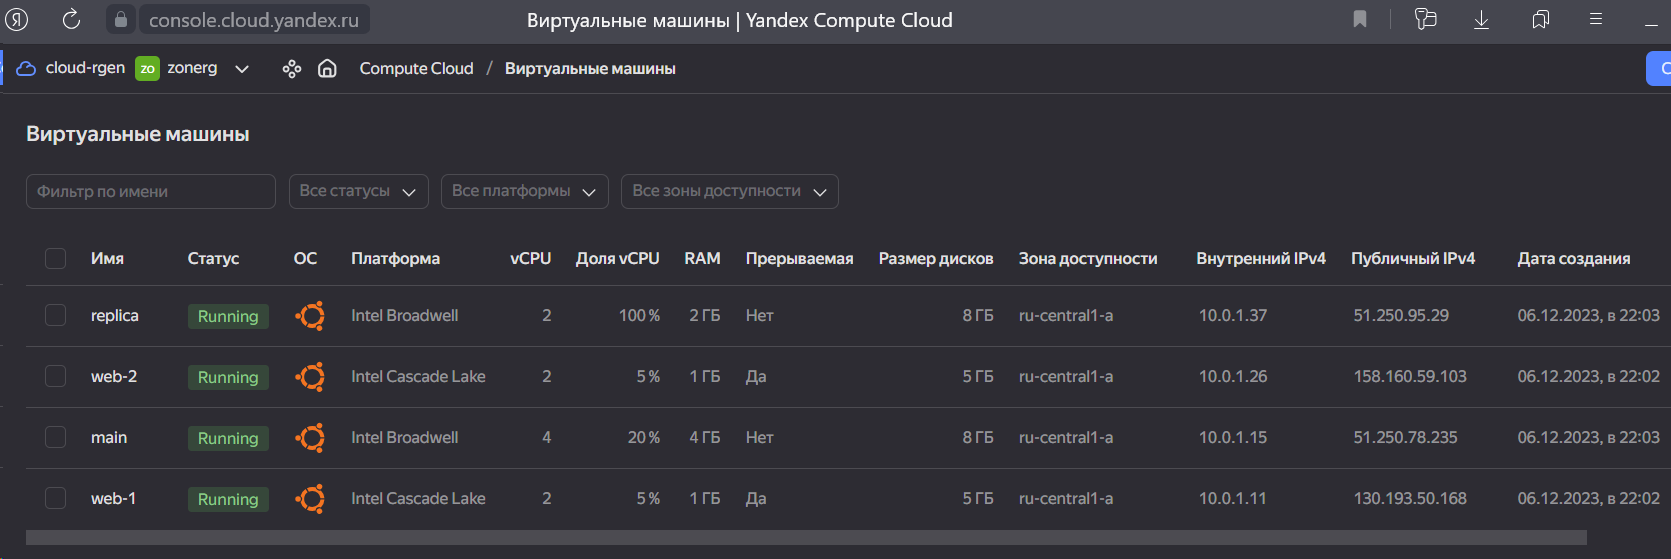 Я console.cloud.yandex.ru Виртуальные машины | Yandex Compute Cloud
cloud-rgen zo zonerg Compute Cloud / Виртуальные машины
Виртуальные машины
Фильтр по имени Все статусы Все платформы Все зоны доступности
Имя Статус ОС Платформа vCPU Доля vCPU RAM Прерываемая Размер дисков Зона доступности Внутренний IPv4 Публичный IPv4 Дата создания
replica Running Intel Broadwell 2 100 % 2 ГБ Нет 8 ГБ ru-central1-a 10.0.1.37 51.250.95.29 06.12.2023, в 22:03
web-2 Running Intel Cascade Lake 2 5 % 1 ГБ Да 5 ГБ ru-central1-a 10.0.1.26 158.160.59.103 06.12.2023, в 22:02
main Running Intel Broadwell 4 20 % 4 ГБ Нет 8 ГБ ru-central1-a 10.0.1.15 51.250.78.235 06.12.2023, в 22:03
web-1 Running Intel Cascade Lake 2 5 % 1 ГБ Да 5 ГБ ru-central1-a 10.0.1.11 130.193.50.168 06.12.2023, в 22:02